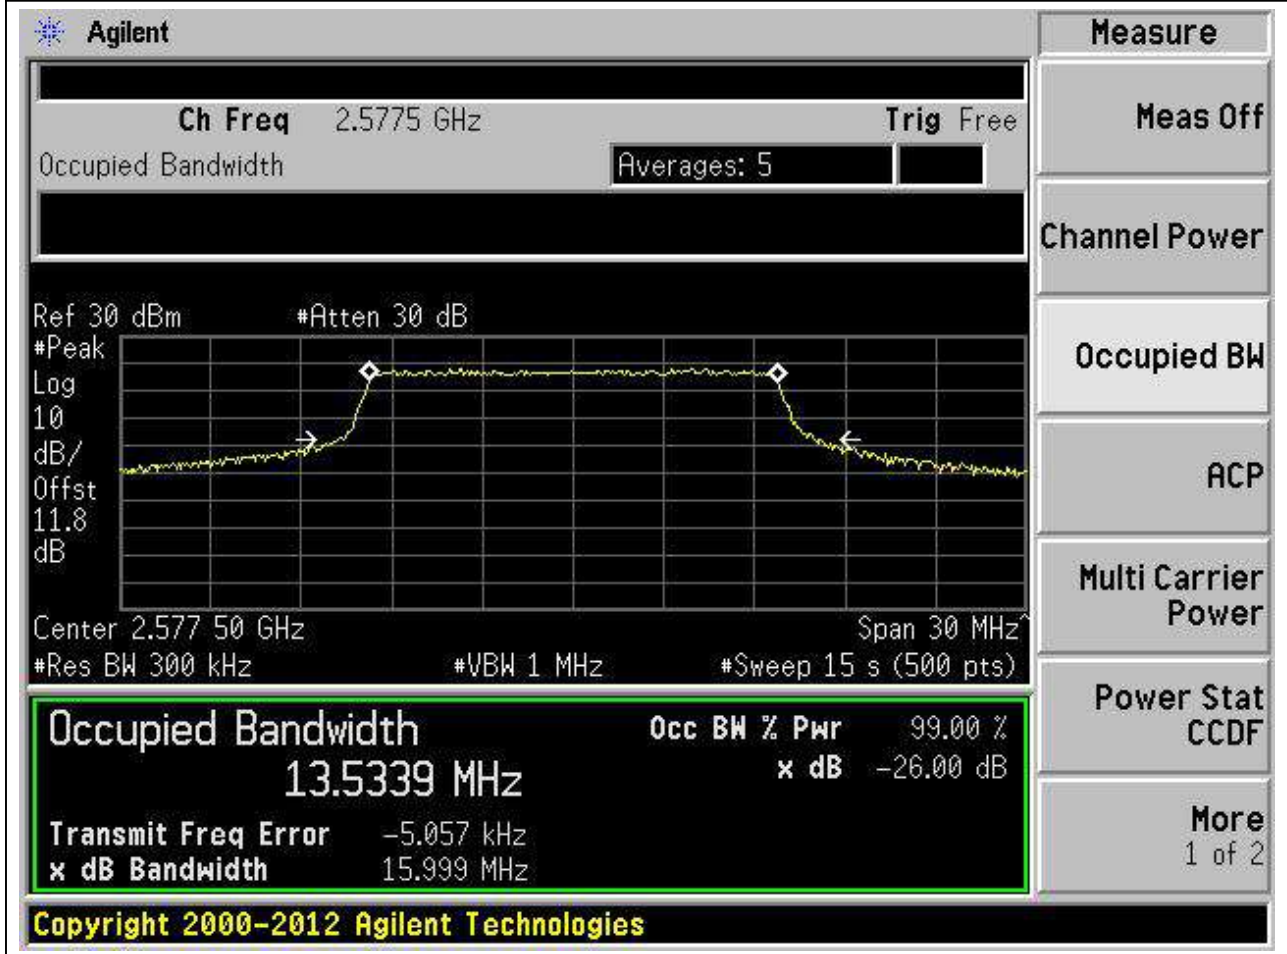 Agilent
Measure
Ch Freq 2.5775 GHz Trig Free
Occupied Bandwidth Averages: 5
Meas Off
Channel Power
Occupied BW
ACP
Multi Carrier
Power
Power Stat
CCDF
More
1 of 2
Ref 30 dBm #Atten 30 dB
#Peak
Log
10
dB/
Offst
11.8
dB
Center 2.577 50 GHz Span 30 MHz^
#Res BW 300 kHz #VBW 1 MHz #Sweep 15 s (500 pts)
Occupied Bandwidth Occ BW % Pwr 99.00 %
13.5339 MHz x dB -26.00 dB
Transmit Freq Error -5.057 kHz
x dB Bandwidth 15.999 MHz
Copyright 2000-2012 Agilent Technologies